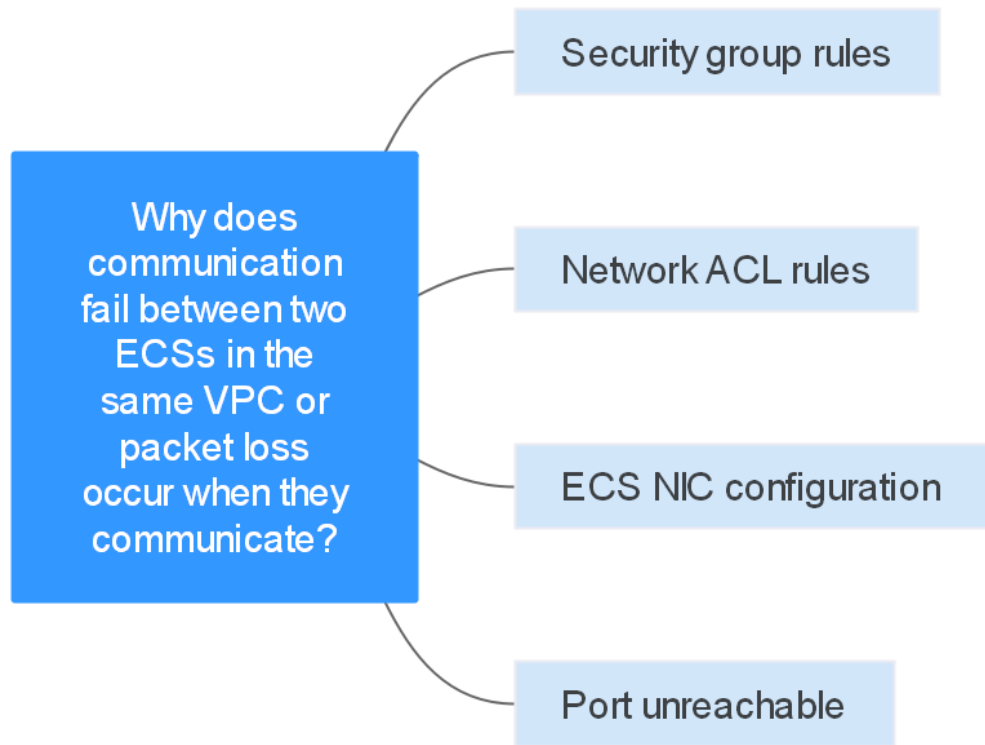 Why does
communication
fail between two
ECSs in the
same VPC or
packet loss
occur when they
communicate?
Security group rules
Network ACL rules
ECS NIC configuration
Port unreachable